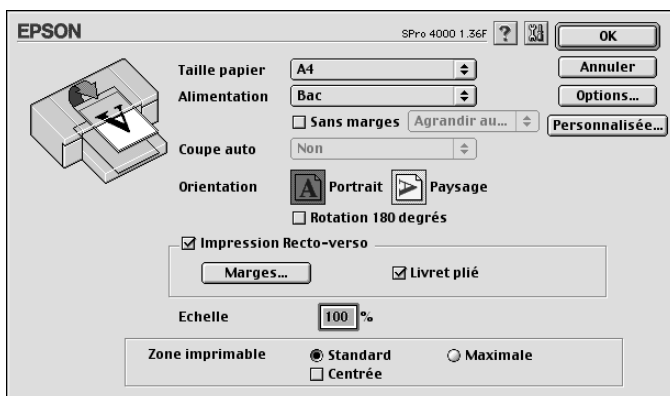 EPSON
SPro 4000 1.36F
?
OK
Taille papier
A4
Annuler
Alimentation
Bac
Options...
Sans marges
Agrandir au...
Personnalisée...
Coupe auto
Non
Orientation
A
Portrait
A
Paysage
Rotation 180 degrés
Impression Recto-verso
Marges...
Livret plié
Echelle
100 %
Zone imprimable
Standard
Maximale
Centrée
A